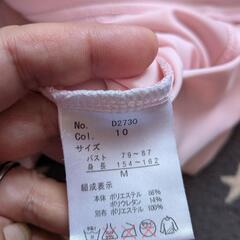 No. D2730
Col. 10
サイズ
バスト 79~87
身長 154~162
M
組成表示
本体 ポリエステル 86%
ポリウレタン 14%
別布 ポリエステル 100%